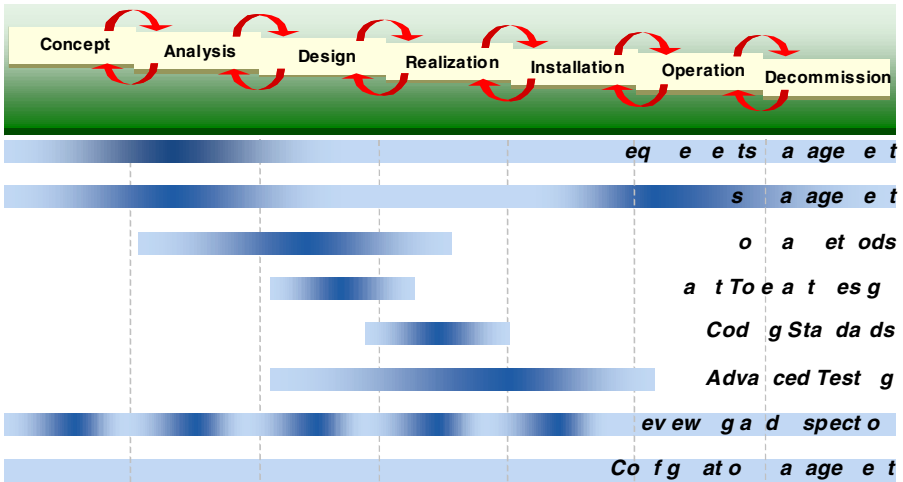 Concept
Analysis
Design
Realization
Installation
Operation
Decommission
eq e e ts a age e t
s a age e t
o a et ods
a t To e a t es g
Cod g Sta da ds
Adva ced Test g
ev ew g a d spect o
Co f g at o a age e t